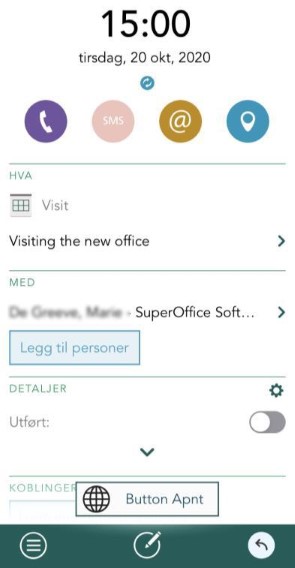 15:00
tirsdag, 20 okt, 2020
SMS @
HVA
Visit
Visiting the new office
MED
- SuperOffice Soft...
Legg til personer
DETALJER
Utført:
KOBLINGER
Button Apnt